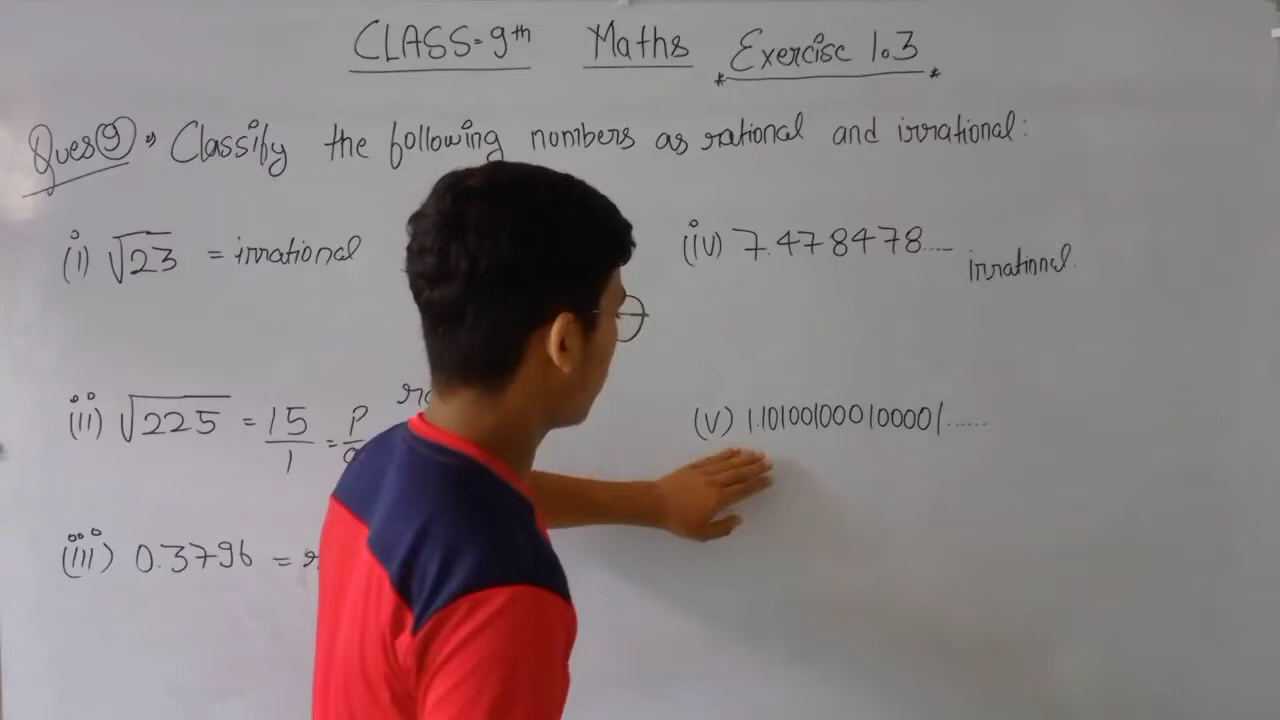 CLASS-9th Maths Exercise 1.3
Ques 9 » Classify the following numbers as rational and irrational:
(i) √23 = irrational
(ii) √225 = 15/1 = P
(iii) 0.3796 =
(iv) 7.478478.... irrational.
(v) 1.101001000100001......